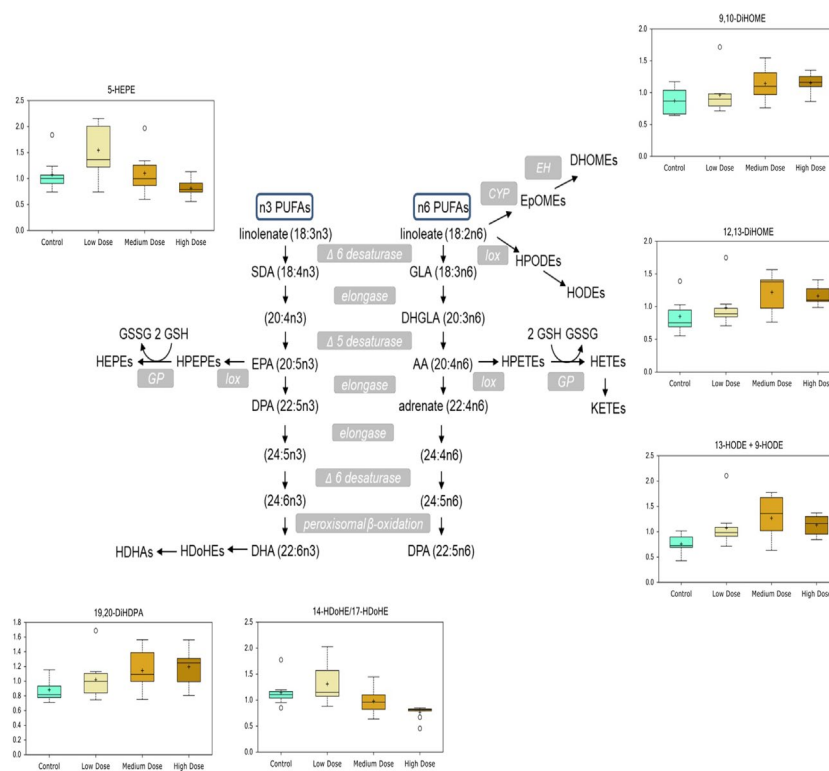 9,10-DiHOME
2.0
1.5
1.0
0.5
0.0
Control Low Dose Medium Dose High Dose
5-HEPE
2.5
2.0
1.5
1.0
0.5
0.0
Control Low Dose Medium Dose High Dose
n3 PUFAs
n6 PUFAs
CYP
EH
DHOMEs
EpOMEs
linolenate (18:3n3)
linoleate (18:2n6)
Δ 6 desaturase
lox
HPODEs
SDA (18:4n3)
GLA (18:3n6)
HODEs
elongase
(20:4n3)
DHGLA (20:3n6)
GSSG 2 GSH
Δ 5 desaturase
2 GSH GSSG
HEPEs
HPEPEs
EPA (20:5n3)
AA (20:4n6)
HPETEs
HETEs
GP
lox
elongase
lox
GP
DPA (22:5n3)
adrenate (22:4n6)
KETEs
elongase
(24:5n3)
(24:4n6)
Δ 6 desaturase
(24:6n3)
(24:5n6)
peroxisomal β-oxidation
HDHAs
HDoHEs
DHA (22:6n3)
DPA (22:5n6)
12,13-DiHOME
2.0
1.5
1.0
0.5
0.0
Control Low Dose Medium Dose High Dose
13-HODE + 9-HODE
2.5
2.0
1.5
1.0
0.5
0.0
Control Low Dose Medium Dose High Dose
19,20-DiHDPA
1.8
1.6
1.4
1.2
1.0
0.8
0.6
0.4
0.2
0.0
Control Low Dose Medium Dose High Dose
14-HDoHE/17-HDoHE
2.5
2.0
1.5
1.0
0.5
0.0
Control Low Dose Medium Dose High Dose